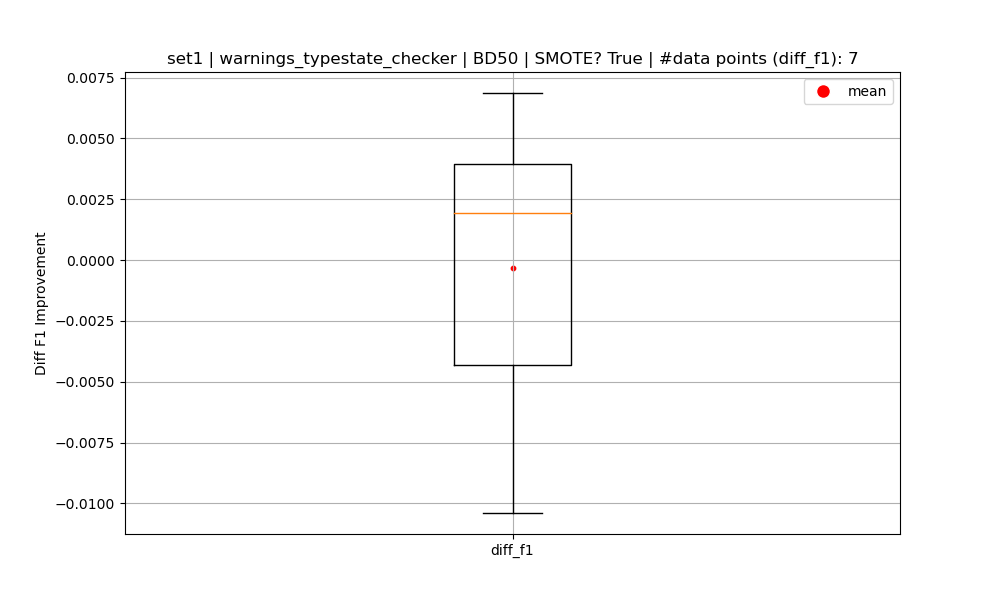 set1 | warnings_typestate_checker | BD50 | SMOTE? True | #data points (diff_f1): 7
mean
0.0075
0.0050
0.0025
0.0000
−0.0025
−0.0050
−0.0075
−0.0100
Diff F1 Improvement
diff_f1